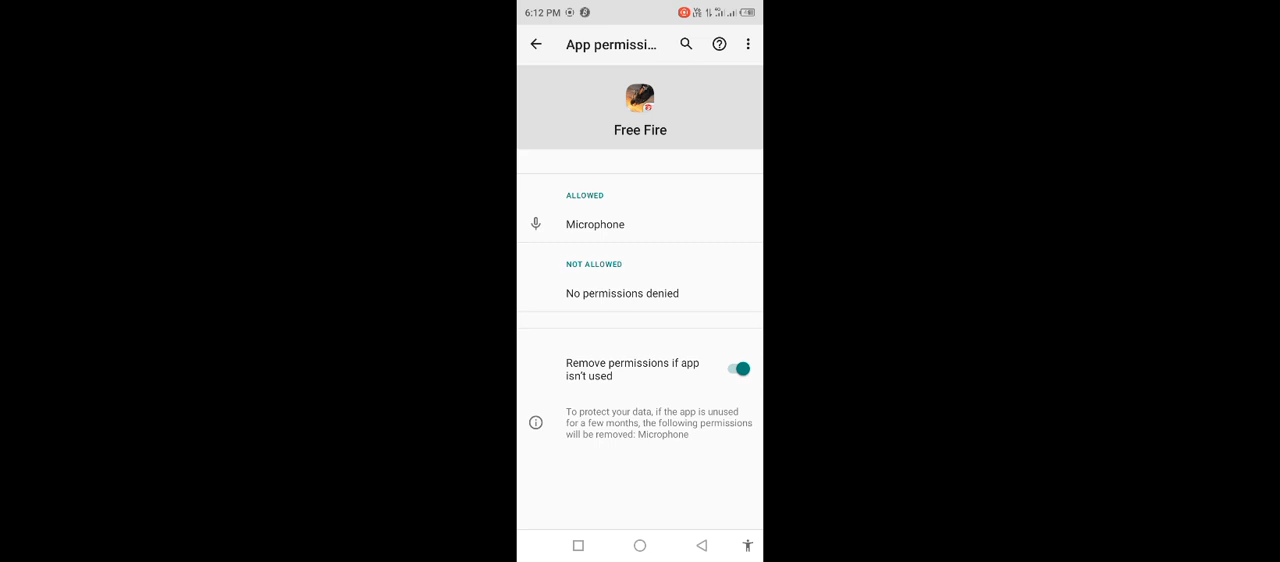 6:12 PM
App permissi...
Free Fire
ALLOWED
Microphone
NOT ALLOWED
No permissions denied
Remove permissions if app
isn't used
To protect your data, if the app is unused
for a few months, the following permissions
will be removed: Microphone